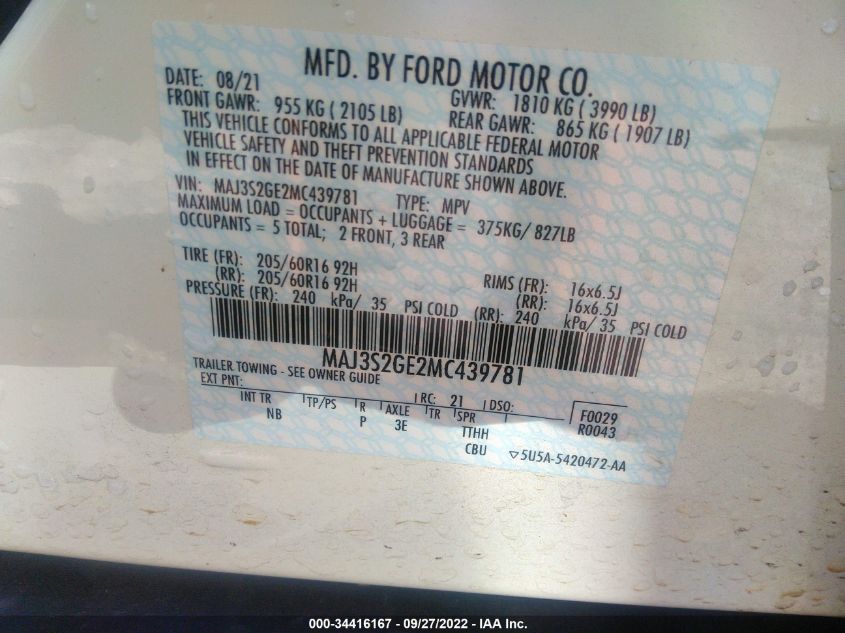 MFD. BY FORD MOTOR CO.
DATE: 08/21 GVWR: 1810 KG ( 3990 LB)
FRONT GAWR: 955 KG ( 2105 LB) REAR GAWR: 865 KG ( 1907 LB)
THIS VEHICLE CONFORMS TO ALL APPLICABLE FEDERAL MOTOR
VEHICLE SAFETY AND THEFT PREVENTION STANDARDS
IN EFFECT ON THE DATE OF MANUFACTURE SHOWN ABOVE.
VIN: MAJ3S2GE2MC439781 TYPE: MPV
MAXIMUM LOAD = OCCUPANTS + LUGGAGE = 375KG/ 827LB
OCCUPANTS = 5 TOTAL; 2 FRONT, 3 REAR
TIRE (FR): 205/60R16 92H RIMS (FR): 16x6.5J
(RR): 205/60R16 92H (RR): 16x6.5J
PRESSURE (FR): 240 kPa/ 35 PSI COLD (RR): 240 kPa/ 35 PSI COLD
MAJ3S2GE2MC439781
TRAILER TOWING - SEE OWNER GUIDE
EXT PNT: RC: 21 DSO:
INT TR TP/PS R AXLE TR SPR F0029
NB P 3E TTHH R0043
CBU 5U5A-5420472-AA
000-34416167 - 09/27/2022 - IAA Inc.